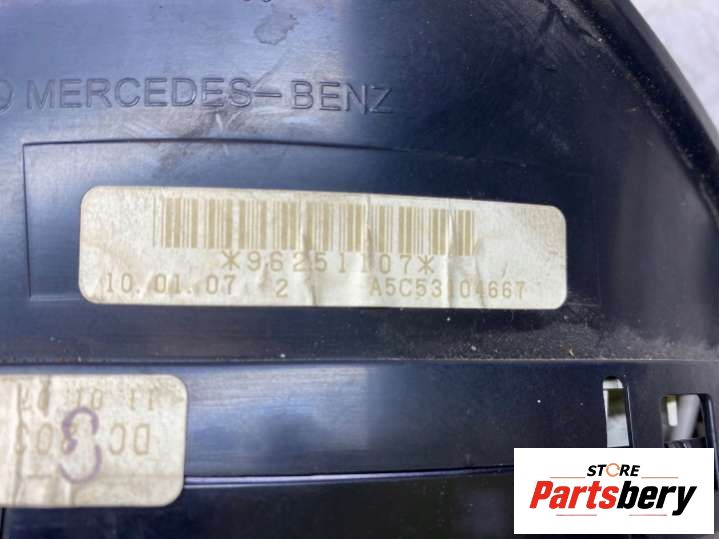 MERCEDES-BENZ
*96251107*
10.01.07 2 A5C53104667
STORE
Partsbery